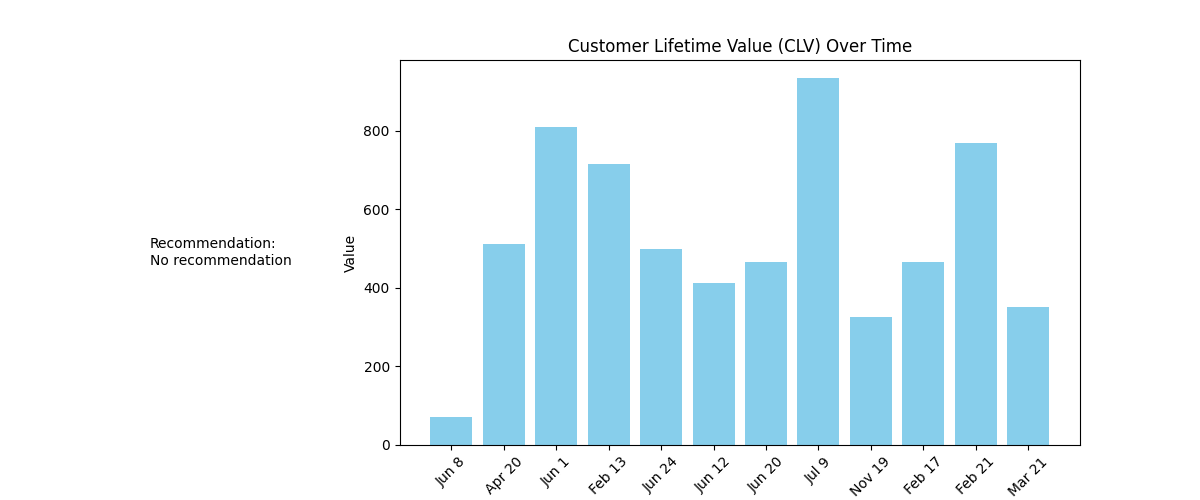 Customer Lifetime Value (CLV) Over Time
Recommendation:
No recommendation
Value
800
600
400
200
0
Jun 8
Apr 20
Jun 1
Feb 13
Jun 24
Jun 12
Jun 20
Jul 9
Nov 19
Feb 17
Feb 21
Mar 21